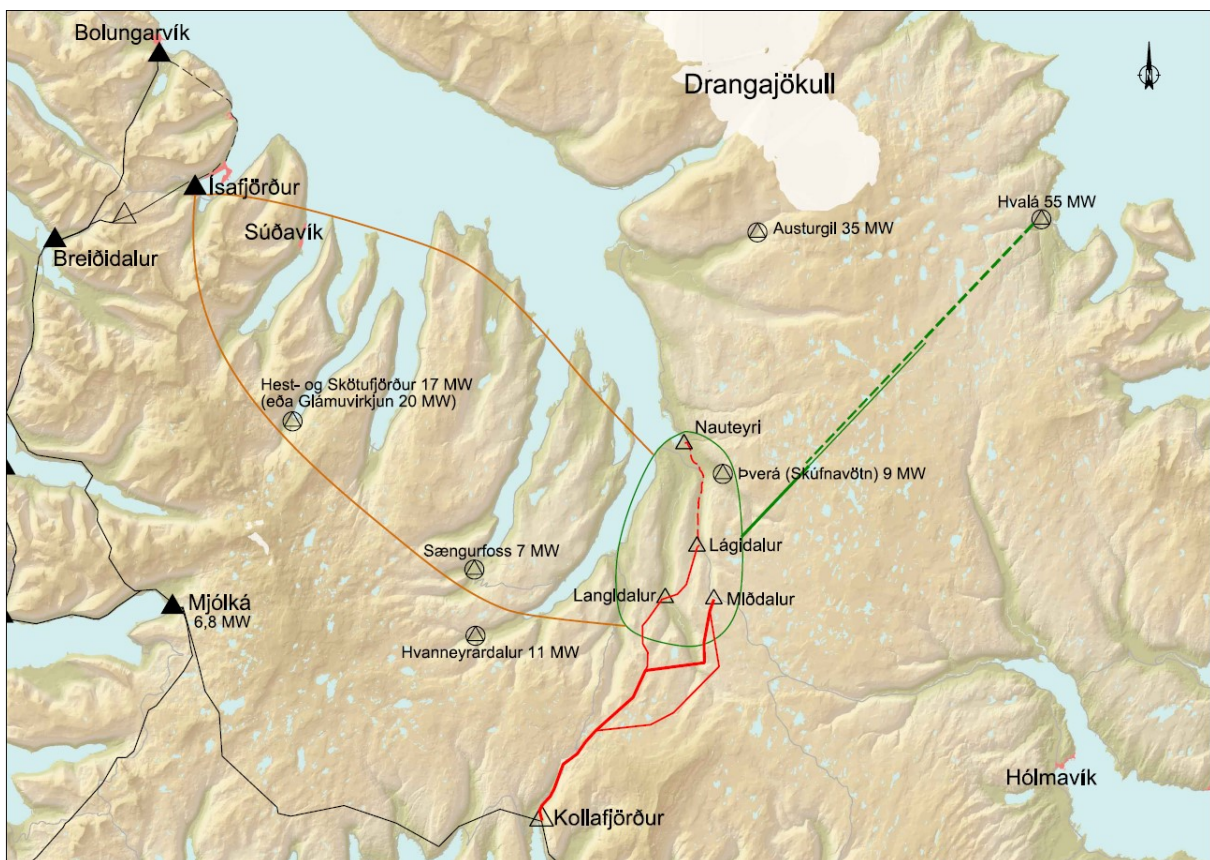 Bolungarvík
Drangajökull
N
Ísafjörður
Súðavík
Breiðidalur
Hvalá 55 MW
Austurgil 35 MW
Hest- og Skötufjörður 17 MW
(eða Glámuvirkjun 20 MW)
Nauteyri
Þverá (Skúfnavötn) 9 MW
Lágidalur
Sængurfoss 7 MW
Langidalur
Miðdalur
Mjólká
6,8 MW
Hvanneyrardalur 11 MW
Hólmavík
Kollafjörður